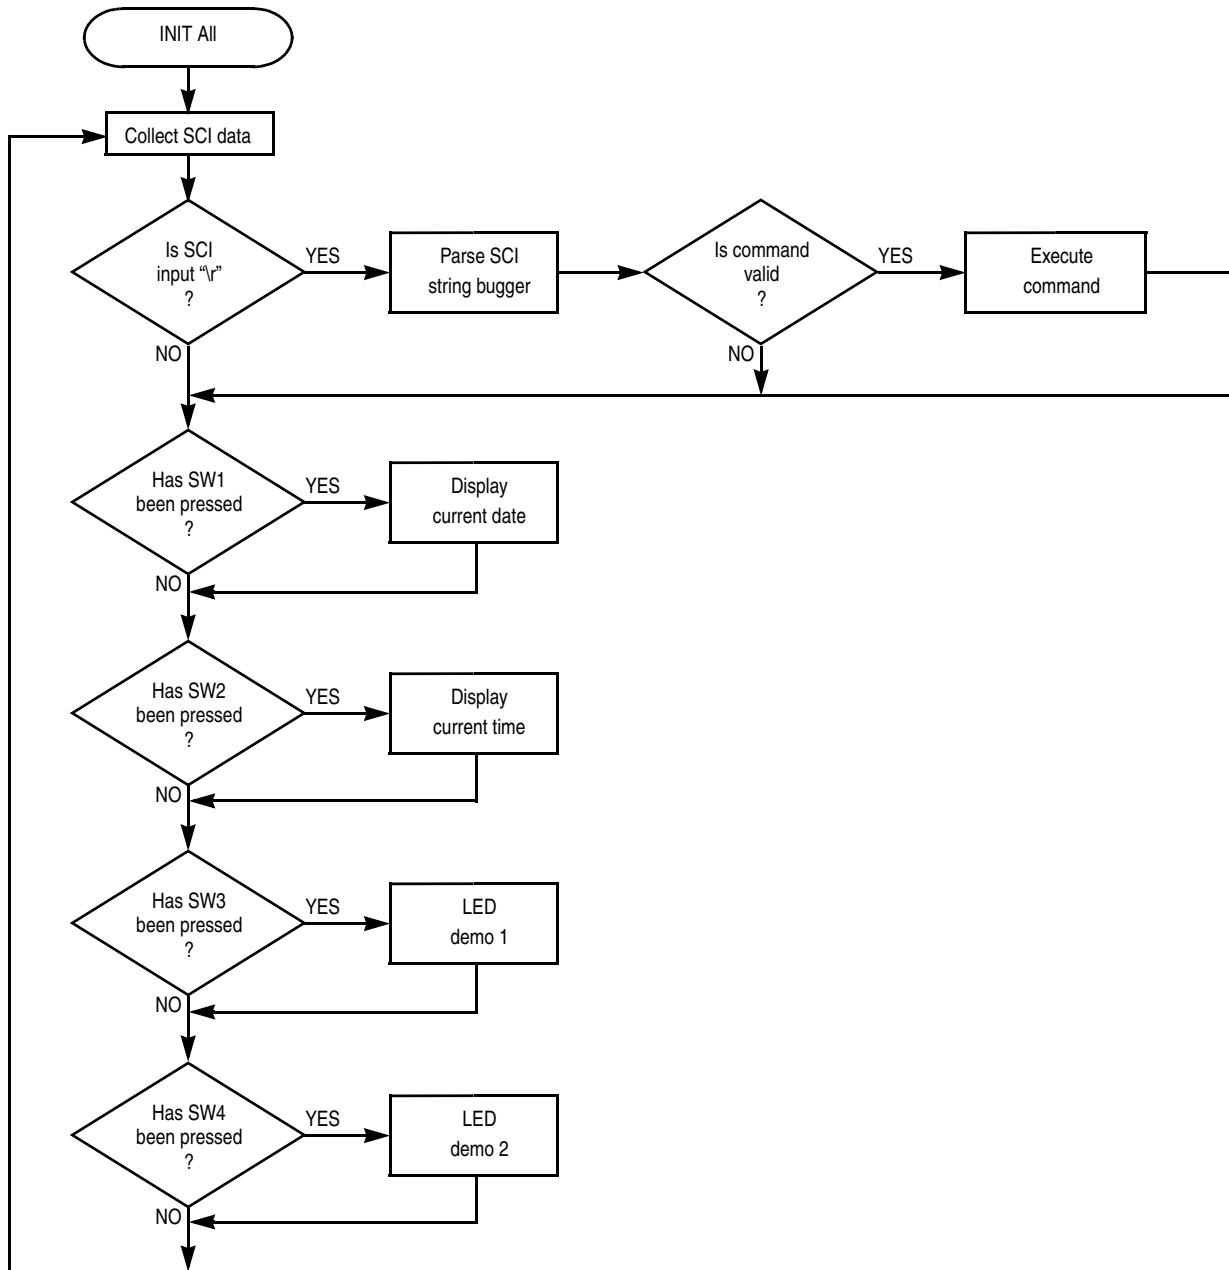 INIT All
Collect SCI data
Is SCI
input “\r”
?
YES
NO
Parse SCI
string bugger
Is command
valid
?
YES
NO
Execute
command
Has SW1
been pressed
?
YES
NO
Display
current date
Has SW2
been pressed
?
YES
NO
Display
current time
Has SW3
been pressed
?
YES
NO
LED
demo 1
Has SW4
been pressed
?
YES
NO
LED
demo 2